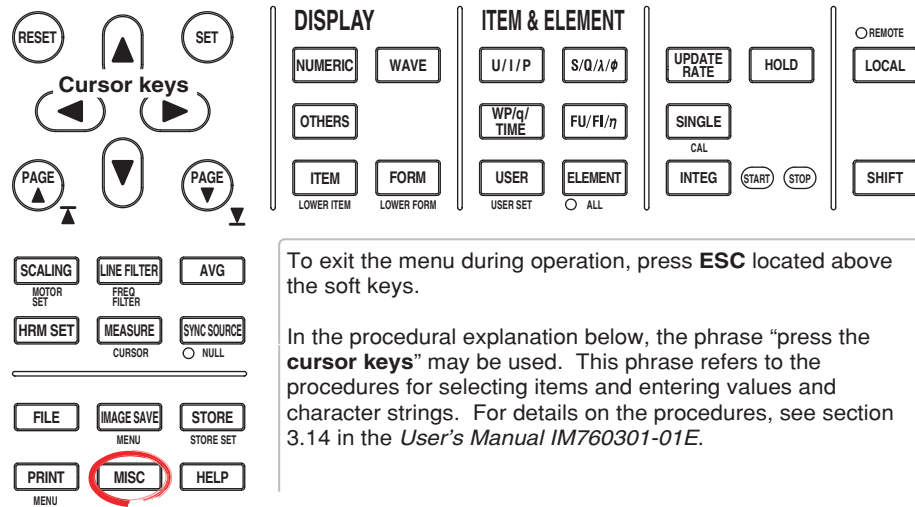 RESET
SET
Cursor keys
PAGE
PAGE
DISPLAY
NUMERIC
WAVE
OTHERS
ITEM
FORM
LOWER ITEM
LOWER FORM
ITEM & ELEMENT
U / I / P
S/Q/λ/ϕ
WP/q/
TIME
FU/FI/η
USER
ELEMENT
USER SET
ALL
UPDATE
RATE
HOLD
SINGLE
CAL
INTEG
START
STOP
REMOTE
LOCAL
SHIFT
SCALING
LINE FILTER
AVG
MOTOR
SET
FREQ
FILTER
HRM SET
MEASURE
SYNC SOURCE
CURSOR
NULL
FILE
IMAGE SAVE
STORE
MENU
STORE SET
PRINT
MISC
HELP
MENU
To exit the menu during operation, press ESC located above
the soft keys.
In the procedural explanation below, the phrase “press the
cursor keys” may be used.  This phrase refers to the
procedures for selecting items and entering values and
character strings.  For details on the procedures, see section
3.14 in the User’s Manual IM760301-01E.